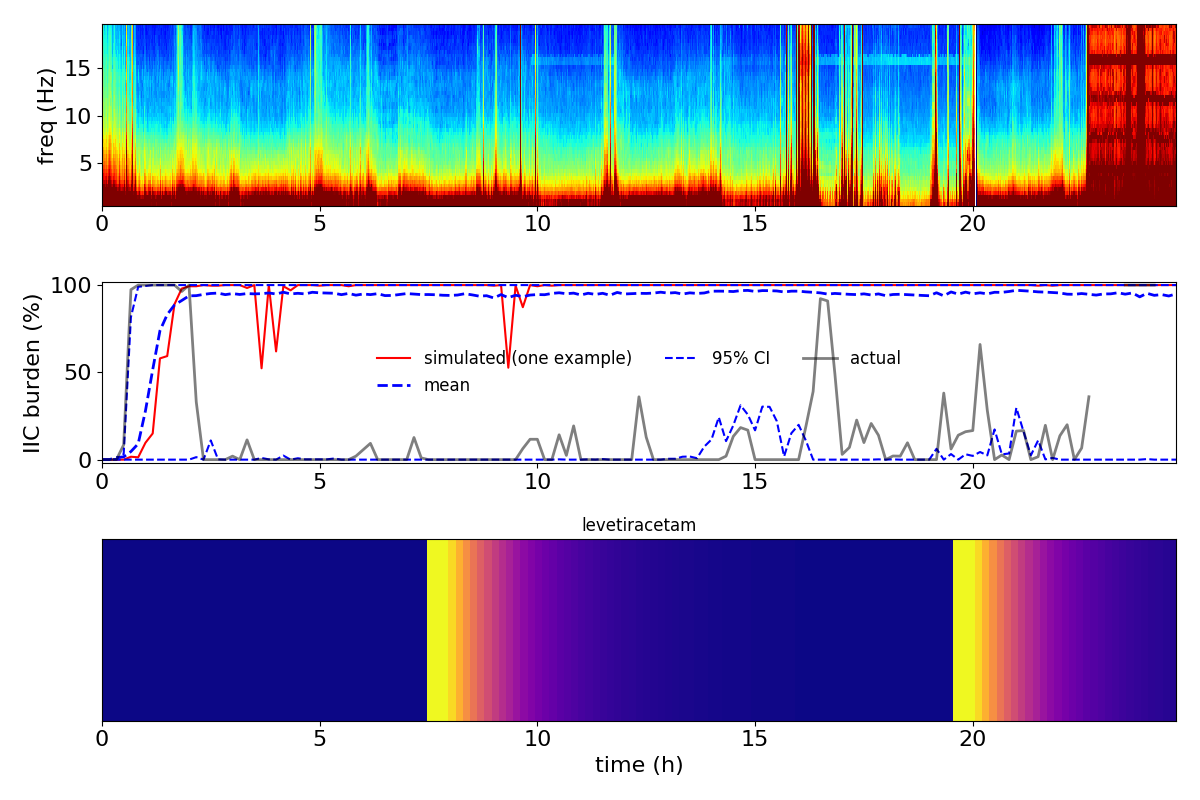 freq (Hz)
15
10
5
0 5 10 15 20
IIC burden (%)
100
50
0
simulated (one example) 95% CI actual
mean
0 5 10 15 20
levetiracetam
0 5 10 15 20
time (h)